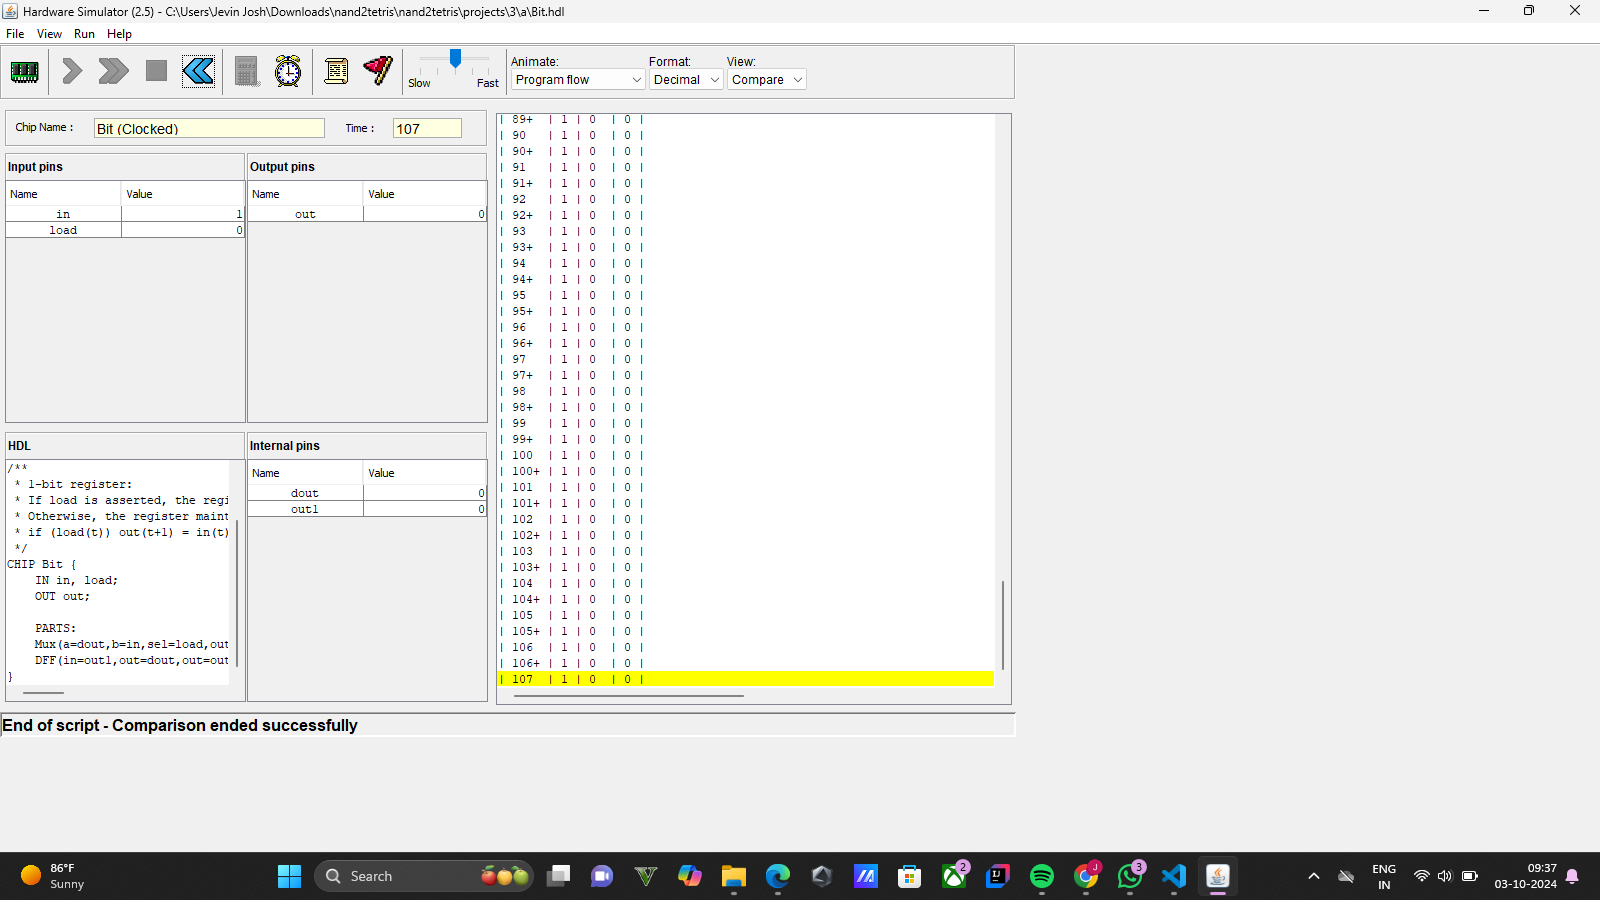 Hardware Simulator (2.5) - C:\Users\Jevin Josh\Downloads\nand2tetris\nand2tetris\projects\3\a\Bit.hdl
File View Run Help
Slow Fast
Animate: Format: View:
Program flow Decimal Compare
Chip Name : Bit (Clocked) Time : 107
Input pins
Name Value
in 1
load 0
Output pins
Name Value
out 0
HDL
/**
* 1-bit register:
* If load is asserted, the regi
* Otherwise, the register maint
* if (load(t)) out(t+1) = in(t)
*/
CHIP Bit {
IN in, load;
OUT out;
PARTS:
Mux(a=dout,b=in,sel=load,out
DFF(in=out1,out=dout,out=out
}
Internal pins
Name Value
dout 0
out1 0
| 89+ | 1 | 0 | 0 |
| 90 | 1 | 0 | 0 |
| 90+ | 1 | 0 | 0 |
| 91 | 1 | 0 | 0 |
| 91+ | 1 | 0 | 0 |
| 92 | 1 | 0 | 0 |
| 92+ | 1 | 0 | 0 |
| 93 | 1 | 0 | 0 |
| 93+ | 1 | 0 | 0 |
| 94 | 1 | 0 | 0 |
| 94+ | 1 | 0 | 0 |
| 95 | 1 | 0 | 0 |
| 95+ | 1 | 0 | 0 |
| 96 | 1 | 0 | 0 |
| 96+ | 1 | 0 | 0 |
| 97 | 1 | 0 | 0 |
| 97+ | 1 | 0 | 0 |
| 98 | 1 | 0 | 0 |
| 98+ | 1 | 0 | 0 |
| 99 | 1 | 0 | 0 |
| 99+ | 1 | 0 | 0 |
| 100 | 1 | 0 | 0 |
| 100+ | 1 | 0 | 0 |
| 101 | 1 | 0 | 0 |
| 101+ | 1 | 0 | 0 |
| 102 | 1 | 0 | 0 |
| 102+ | 1 | 0 | 0 |
| 103 | 1 | 0 | 0 |
| 103+ | 1 | 0 | 0 |
| 104 | 1 | 0 | 0 |
| 104+ | 1 | 0 | 0 |
| 105 | 1 | 0 | 0 |
| 105+ | 1 | 0 | 0 |
| 106 | 1 | 0 | 0 |
| 106+ | 1 | 0 | 0 |
| 107 | 1 | 0 | 0 |
End of script - Comparison ended successfully
86°F
Sunny
Search
2
J
3
ENG
IN
09:37
03-10-2024